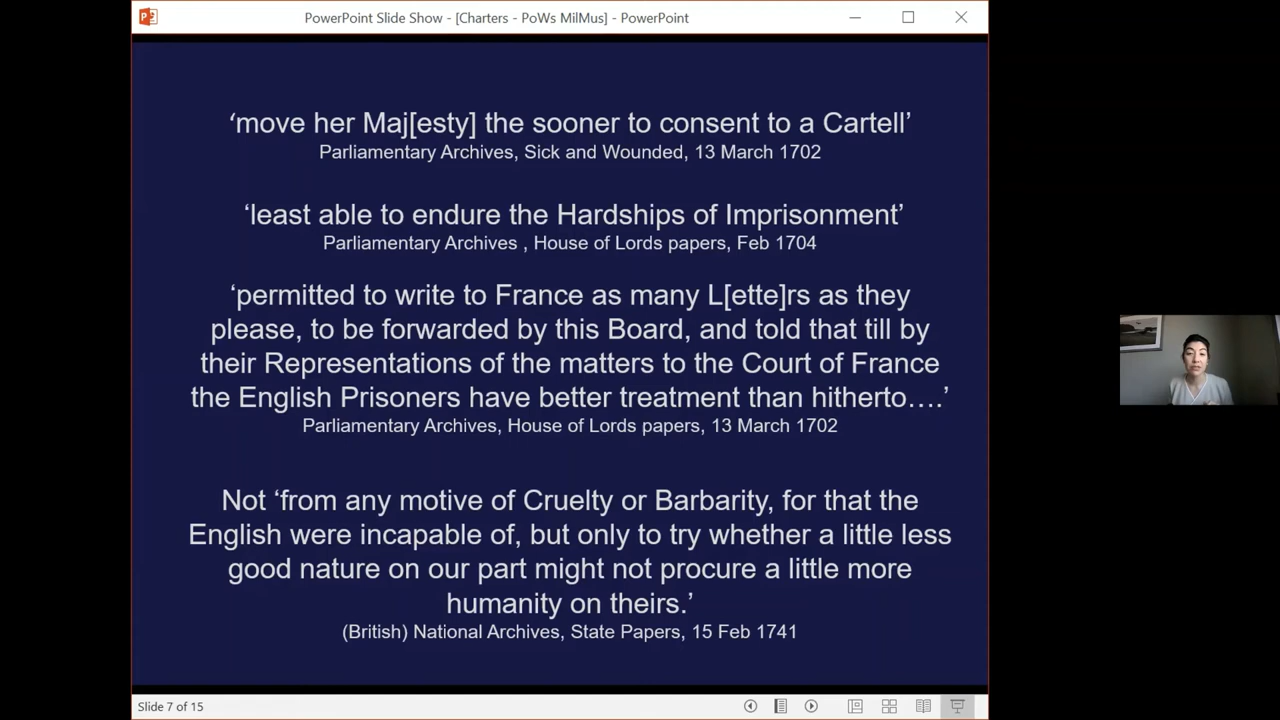 PowerPoint Slide Show - [Charters - PoWs MilMus] - PowerPoint
‘move her Maj[esty] the sooner to consent to a Cartell’
Parliamentary Archives, Sick and Wounded, 13 March 1702
‘least able to endure the Hardships of Imprisonment’
Parliamentary Archives , House of Lords papers, Feb 1704
‘permitted to write to France as many L[ette]rs as they
please, to be forwarded by this Board, and told that till by
their Representations of the matters to the Court of France
the English Prisoners have better treatment than hitherto….’
Parliamentary Archives, House of Lords papers, 13 March 1702
Not ‘from any motive of Cruelty or Barbarity, for that the
English were incapable of, but only to try whether a little less
good nature on our part might not procure a little more
humanity on theirs.’
(British) National Archives, State Papers, 15 Feb 1741
Slide 7 of 15